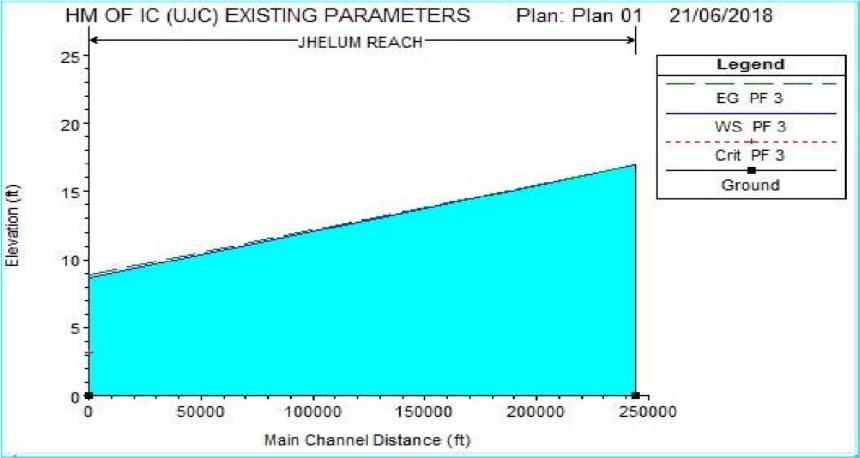 HM OF IC (UJC) EXISTING PARAMETERS Plan: Plan 01 21/06/2018
JHELUM REACH
Legend
EG PF 3
WS PF 3
Crit PF 3
Ground
Elevation (ft)
25
20
15
10
5
0
0 50000 100000 150000 200000 250000
Main Channel Distance (ft)